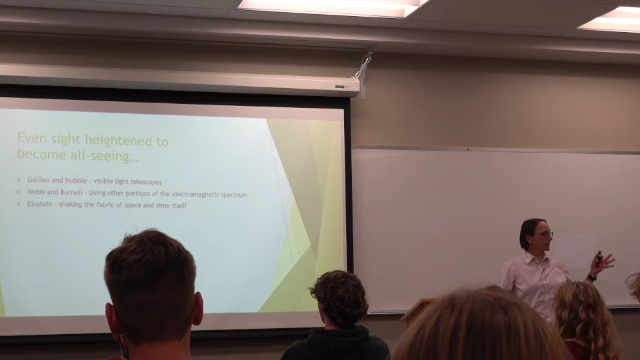 Even sight heightened to
become all-seeing…
Galileo and Hubble - visible light telescopes
Webb and Burnell - Using other portions of the electromagnetic spectrum
Einstein - shaking the fabric of space and time itself